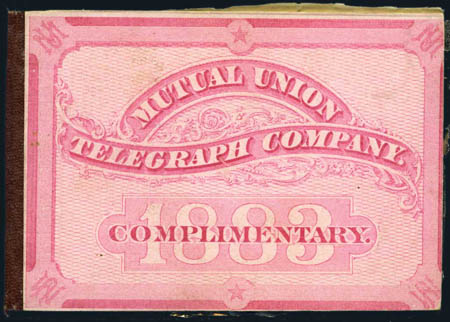 MUTUAL UNION
TELEGRAPH COMPANY
1883
COMPLIMENTARY.